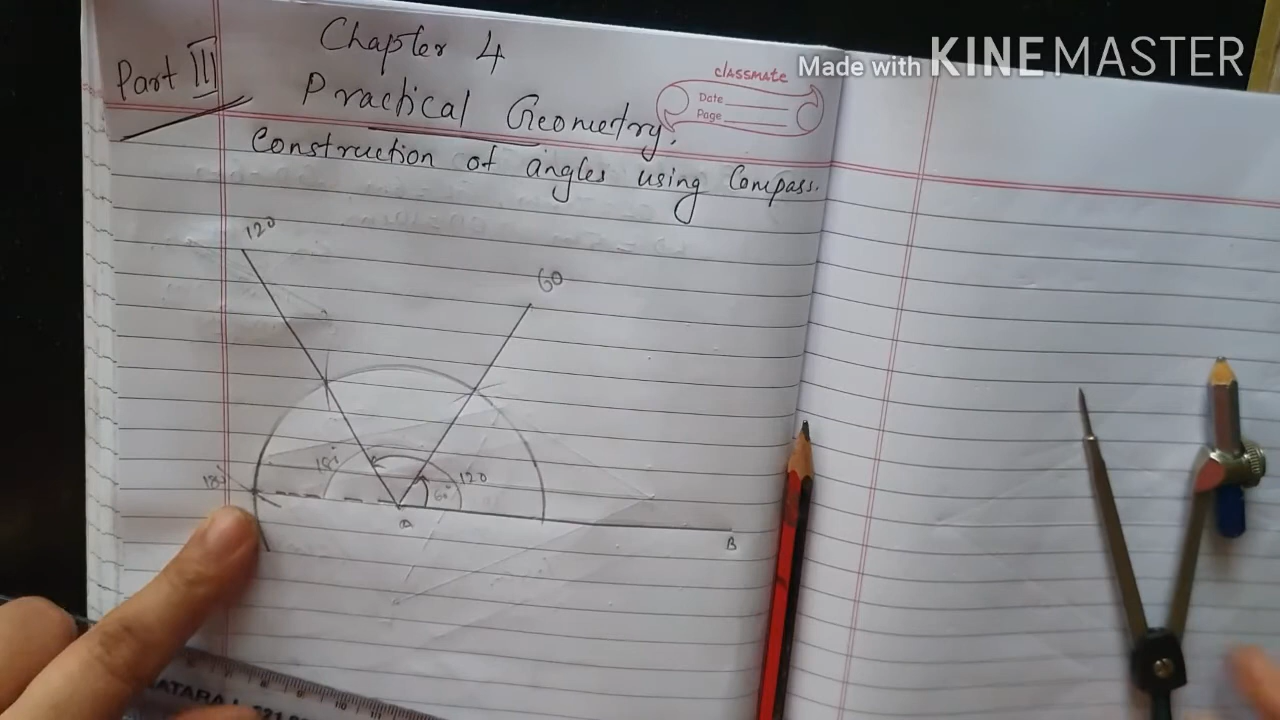 Chapter 4
Part III
Practical Geometry.
Construction of angles using Compass.
classmate
Date
Page
Made with KINEMASTER
120
60
180
120
60°
B